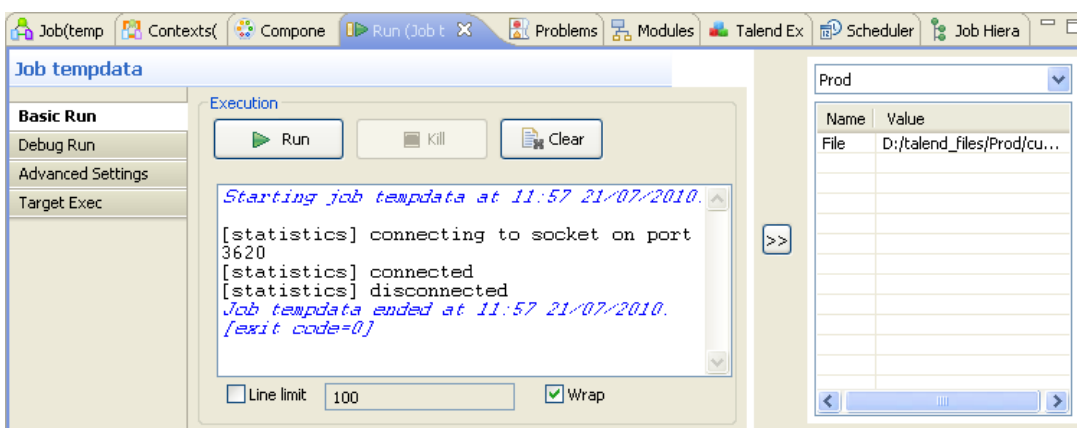 Job(temp
Contexts(
Compone
Run (Job t
Problems
Modules
Talend Ex
Scheduler
Job Hiera
Job tempdata
Basic Run
Debug Run
Advanced Settings
Target Exec
Execution
Run
Kill
Clear
Starting job tempdata at 11:57 21/07/2010.
[statistics] connecting to socket on port
3620
[statistics] connected
[statistics] disconnected
Job tempdata ended at 11:57 21/07/2010.
[exit code=0]
Line limit
100
Wrap
>>
Prod
Name Value
File D:/talend_files/Prod/cu...